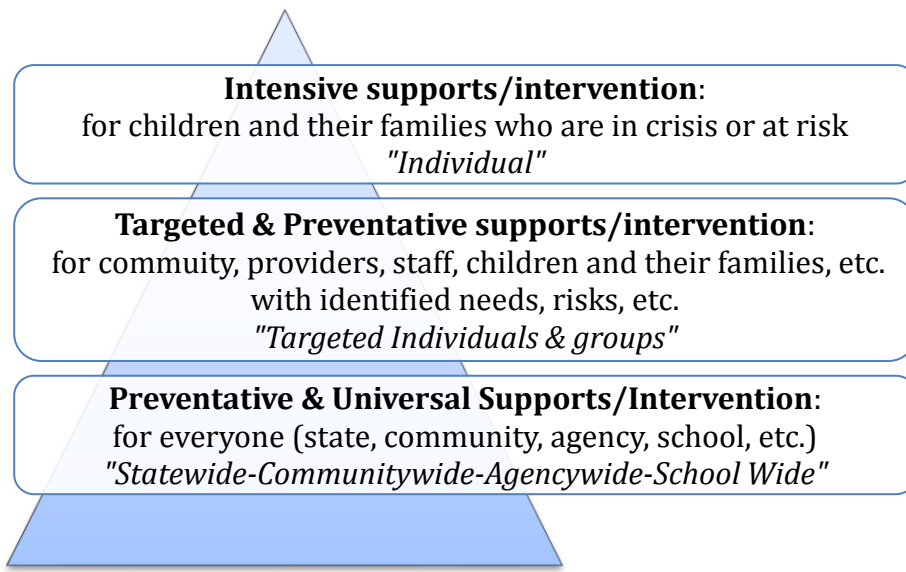 Intensive supports/intervention:
for children and their families who are in crisis or at risk
"Individual"
Targeted & Preventative supports/intervention:
for commuity, providers, staff, children and their families, etc.
with identified needs, risks, etc.
"Targeted Individuals & groups"
Preventative & Universal Supports/Intervention:
for everyone (state, community, agency, school, etc.)
"Statewide-Communitywide-Agencywide-School Wide"